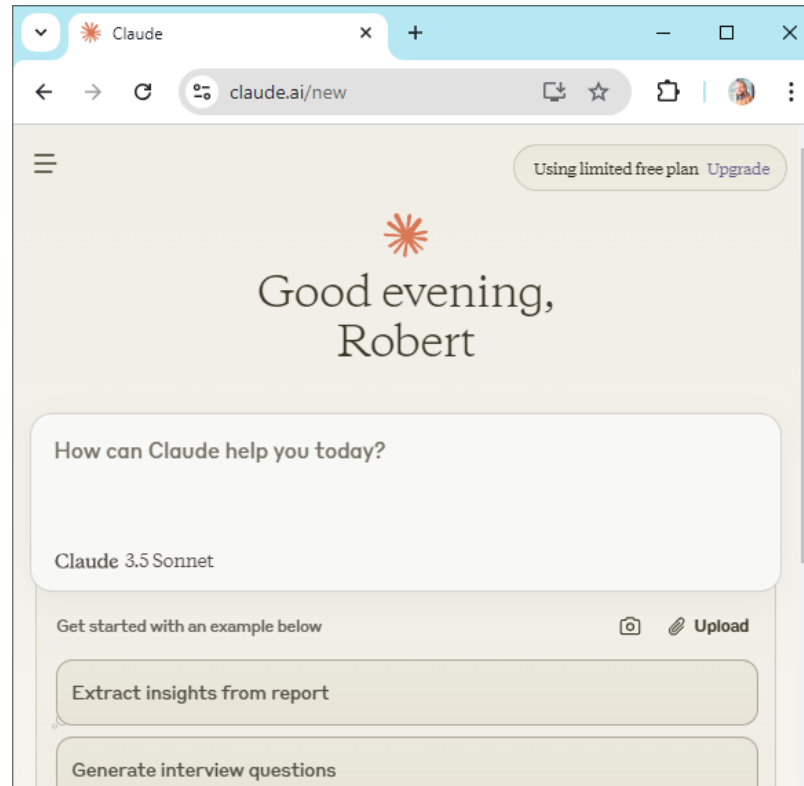 Claude
claude.ai/new
Using limited free plan Upgrade
Good evening,
Robert
How can Claude help you today?
Claude 3.5 Sonnet
Get started with an example below
Upload
Extract insights from report
Generate interview questions